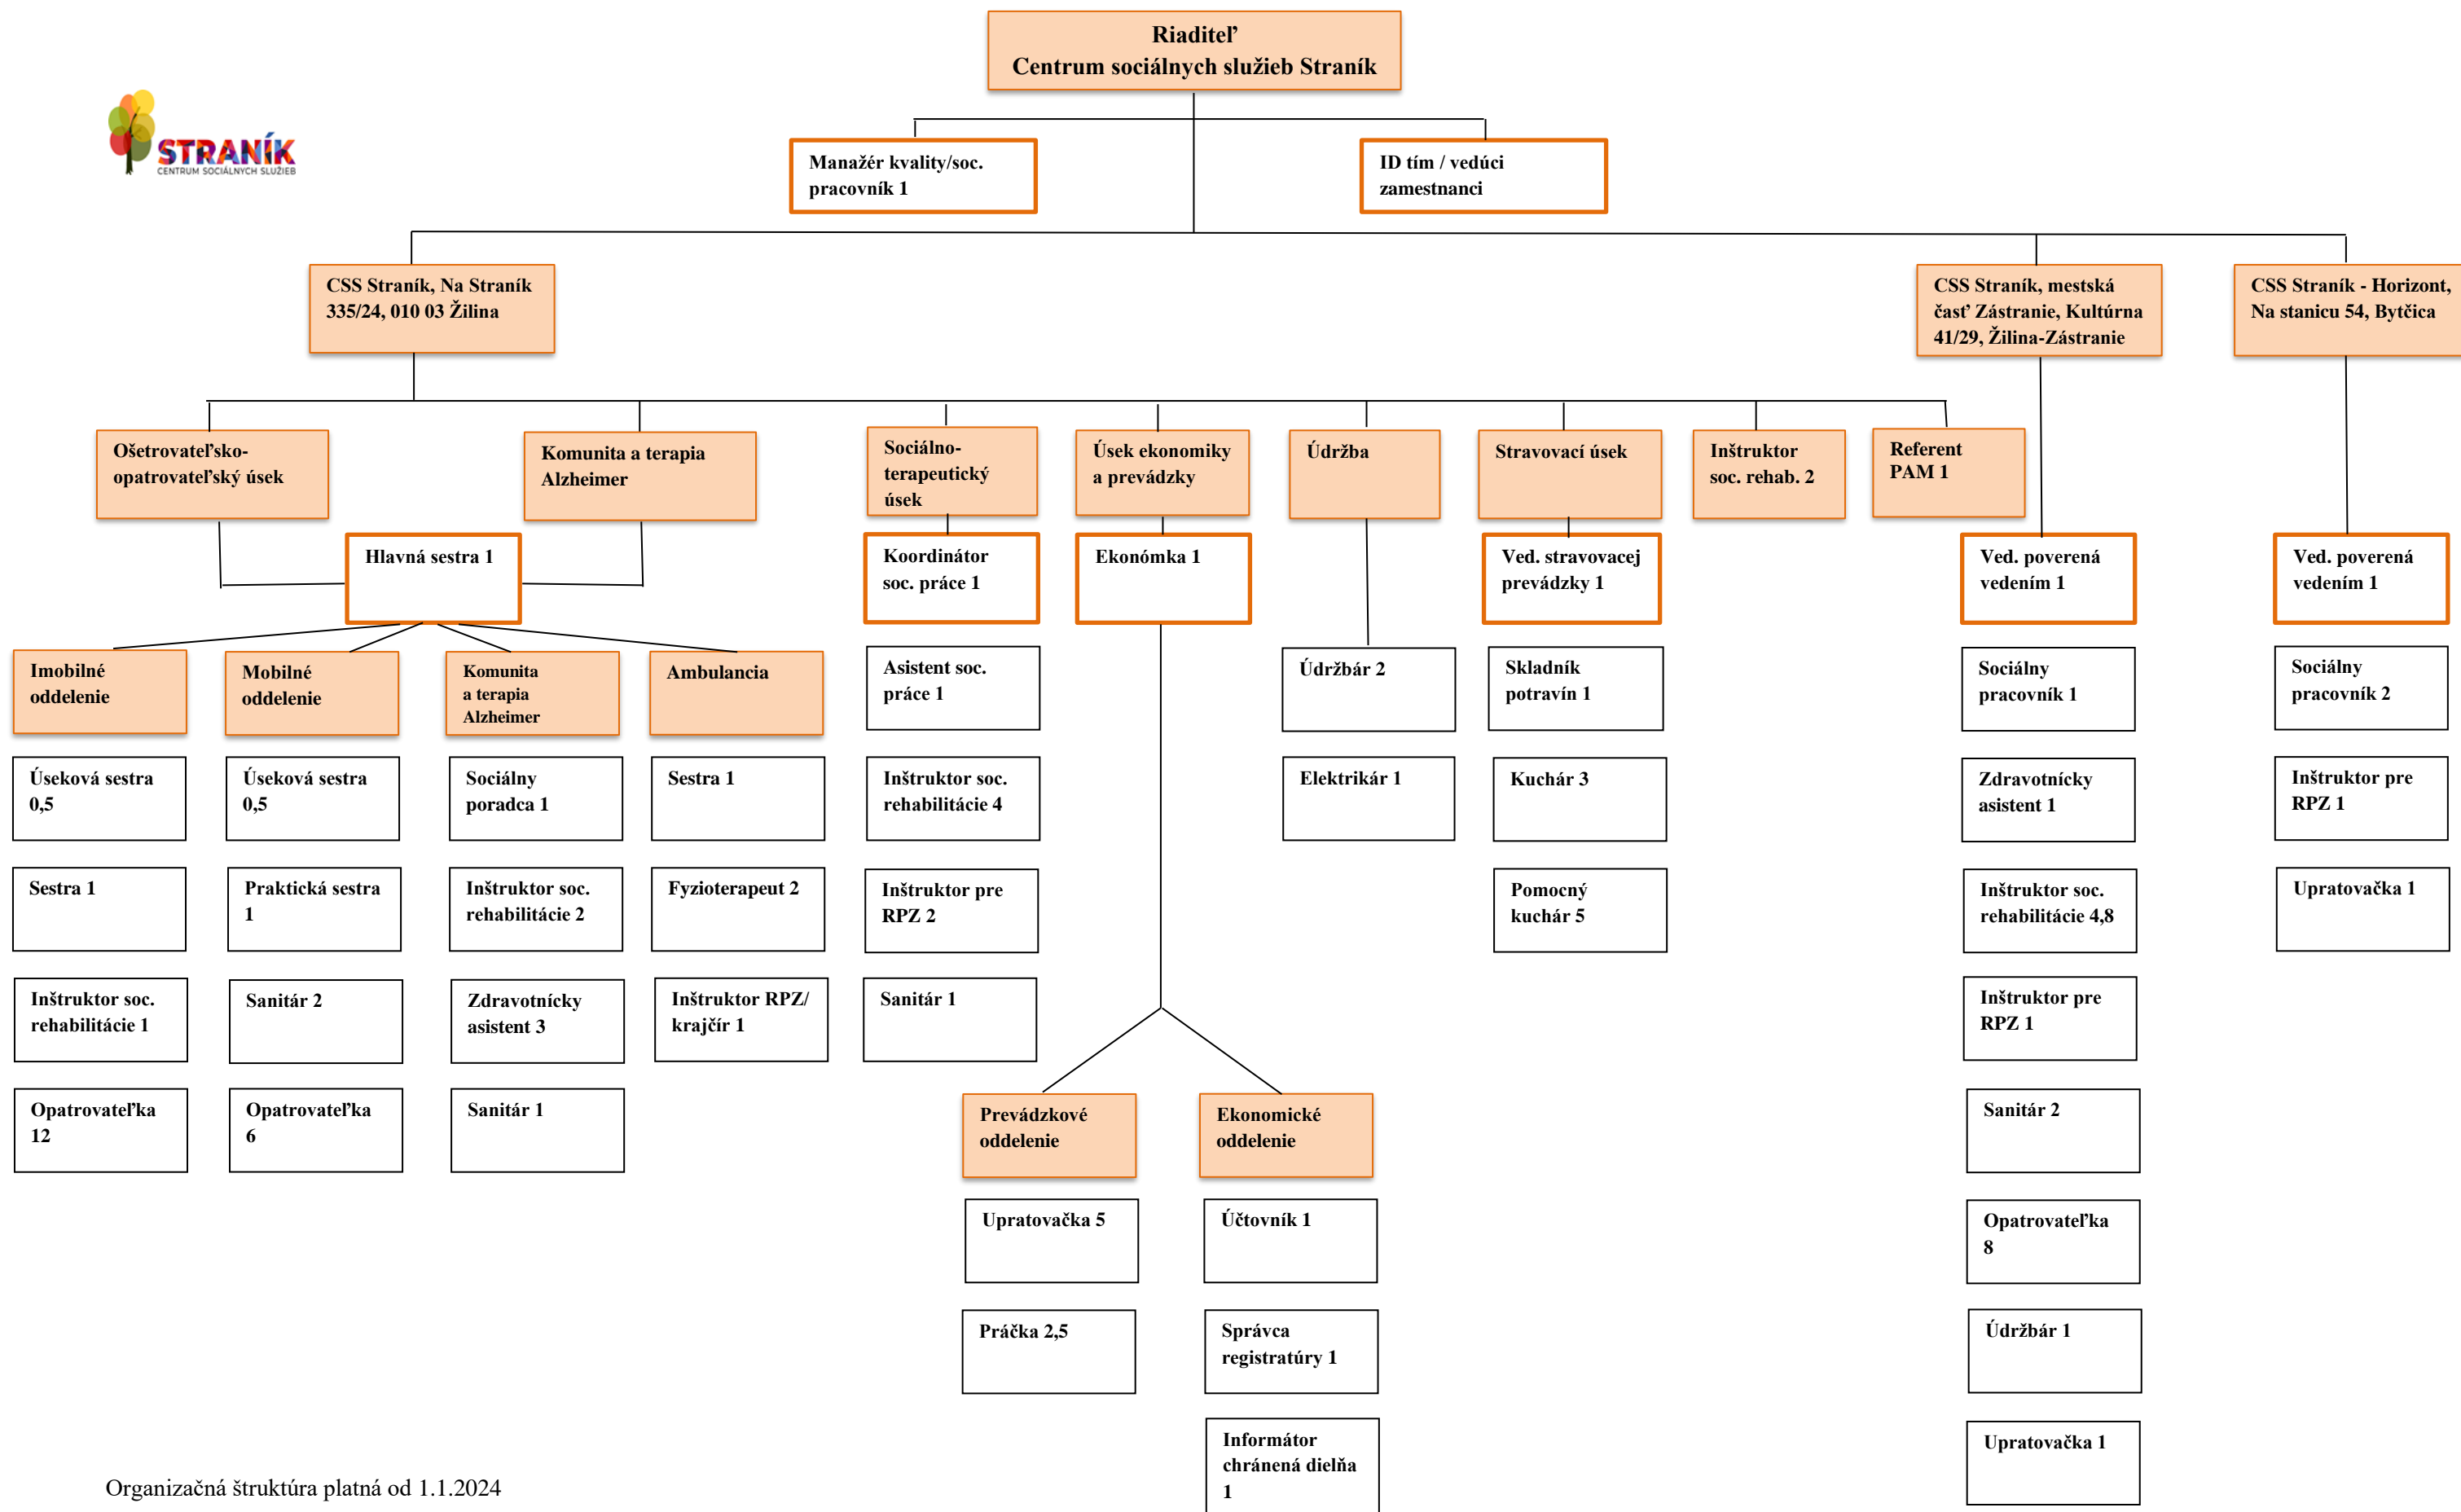 Riaditeľ
Centrum sociálnych služieb Straník
STRANÍK
CENTRUM SOCIÁLNYCH SLUŽIEB
Manažér kvality/soc.
pracovník 1
ID tím / vedúci
zamestnanci
CSS Straník, Na Straník
335/24, 010 03 Žilina
CSS Straník, mestská
časť Zástranie, Kultúrna
41/29, Žilina-Zástranie
CSS Straník - Horizont,
Na stanicu 54, Bytčica
Ošetrovateľsko-
opatrovateľský úsek
Komunita a terapia
Alzheimer
Sociálno-
terapeutický
úsek
Úsek ekonomiky
a prevádzky
Údržba
Stravovací úsek
Inštruktor
soc. rehab. 2
Referent
PAM 1
Hlavná sestra 1
Koordinátor
soc. práce 1
Ekonómka 1
Ved. stravovacej
prevádzky 1
Ved. poverená
vedením 1
Ved. poverená
vedením 1
Imobilné
oddelenie
Mobilné
oddelenie
Komunita
a terapia
Alzheimer
Ambulancia
Asistent soc.
práce 1
Údržbár 2
Skladník
potravín 1
Sociálny
pracovník 1
Sociálny
pracovník 2
Úseková sestra
0,5
Úseková sestra
0,5
Sociálny
poradca 1
Sestra 1
Inštruktor soc.
rehabilitácie 4
Elektrikár 1
Kuchár 3
Zdravotnícky
asistent 1
Inštruktor pre
RPZ 1
Sestra 1
Praktická sestra
1
Inštruktor soc.
rehabilitácie 2
Fyzioterapeut 2
Inštruktor pre
RPZ 2
Pomocný
kuchár 5
Inštruktor soc.
rehabilitácie 4,8
Upratovačka 1
Inštruktor soc.
rehabilitácie 1
Sanitár 2
Zdravotnícky
asistent 3
Inštruktor RPZ/
krajčír 1
Sanitár 1
Inštruktor pre
RPZ 1
Opatrovateľka
12
Opatrovateľka
6
Sanitár 1
Prevádzkové
oddelenie
Ekonomické
oddelenie
Sanitár 2
Upratovačka 5
Účtovník 1
Opatrovateľka
8
Práčka 2,5
Správca
registratúry 1
Údržbár 1
Informátor
chránená dielňa
1
Upratovačka 1
Organizačná štruktúra platná od 1.1.2024